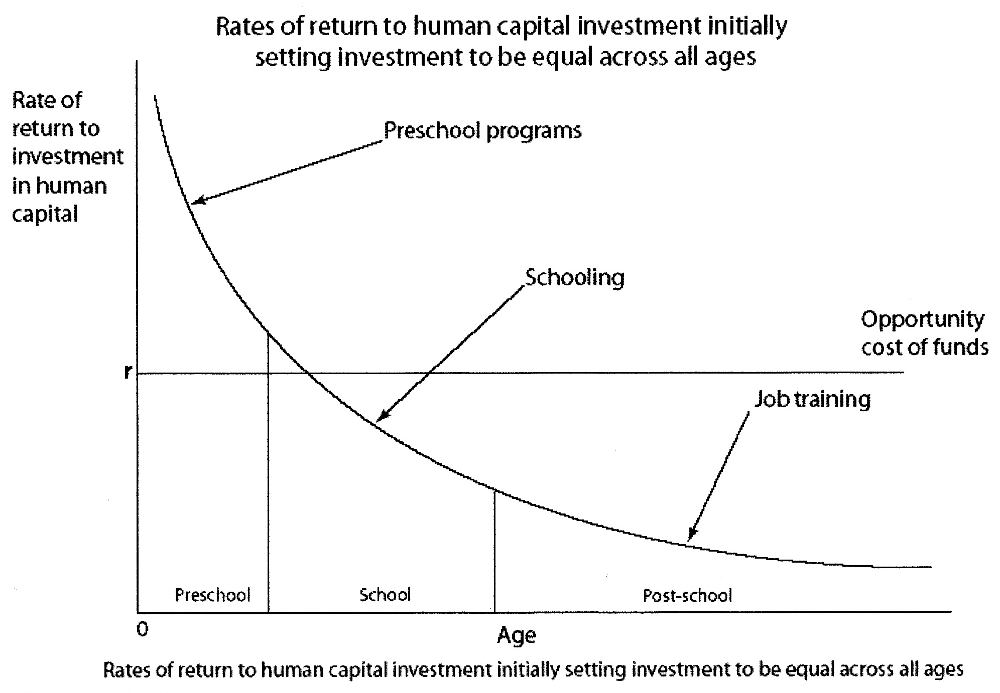 Rates of return to human capital investment initially
setting investment to be equal across all ages
Rate of
return to
investment
in human
capital
Preschool programs
Schooling
Opportunity
cost of funds
r
Job training
Preschool
School
Post-school
0
Age
Rates of return to human capital investment initially setting investment to be equal across all ages